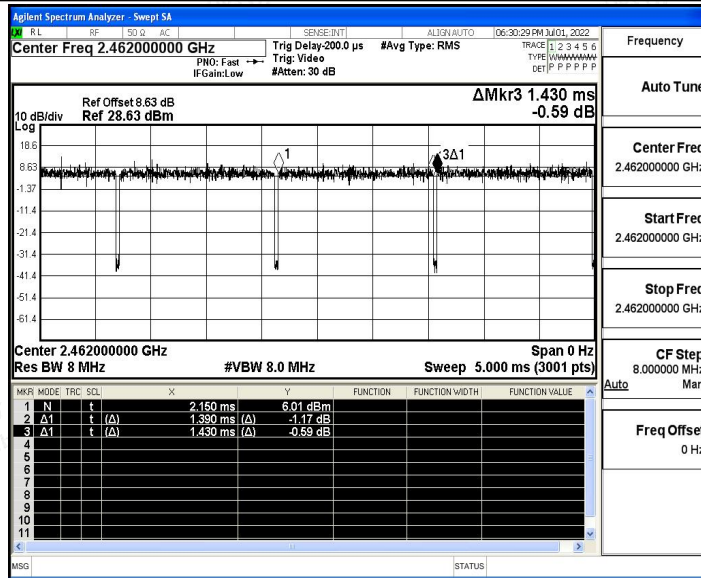 Agilent Spectrum Analyzer - Swept SA
RL RF 50 Ω AC SENSE:INT ALIGN AUTO 06:30:29 PM Jul 01, 2022
Center Freq 2.462000000 GHz
PNO: Fast
IFGain:Low
Trig Delay-200.0 µs
Trig: Video
#Atten: 30 dB
#Avg Type: RMS
TRACE 1 2 3 4 5 6
TYPE WWWWWW
DET P P P P P P
Ref Offset 8.63 dB
10 dB/div Ref 28.63 dBm
Log
ΔMkr3 1.430 ms
-0.59 dB
18.6
8.63
-1.37
-11.4
-21.4
-31.4
-41.4
-51.4
-61.4
1
3Δ1
Center 2.462000000 GHz Span 0 Hz
Res BW 8 MHz #VBW 8.0 MHz Sweep 5.000 ms (3001 pts)
MKR MODE TRC SCL X Y FUNCTION FUNCTION WIDTH FUNCTION VALUE
1 N t 2.150 ms 6.01 dBm
2 Δ1 t (Δ) 1.390 ms (Δ) -1.17 dB
3 Δ1 t (Δ) 1.430 ms (Δ) -0.59 dB
4
5
6
7
8
9
10
11
MSG STATUS
Frequency
Auto Tune
Center Freq
2.462000000 GHz
Start Freq
2.462000000 GHz
Stop Freq
2.462000000 GHz
CF Step
8.000000 MHz
Auto Man
Freq Offset
0 Hz